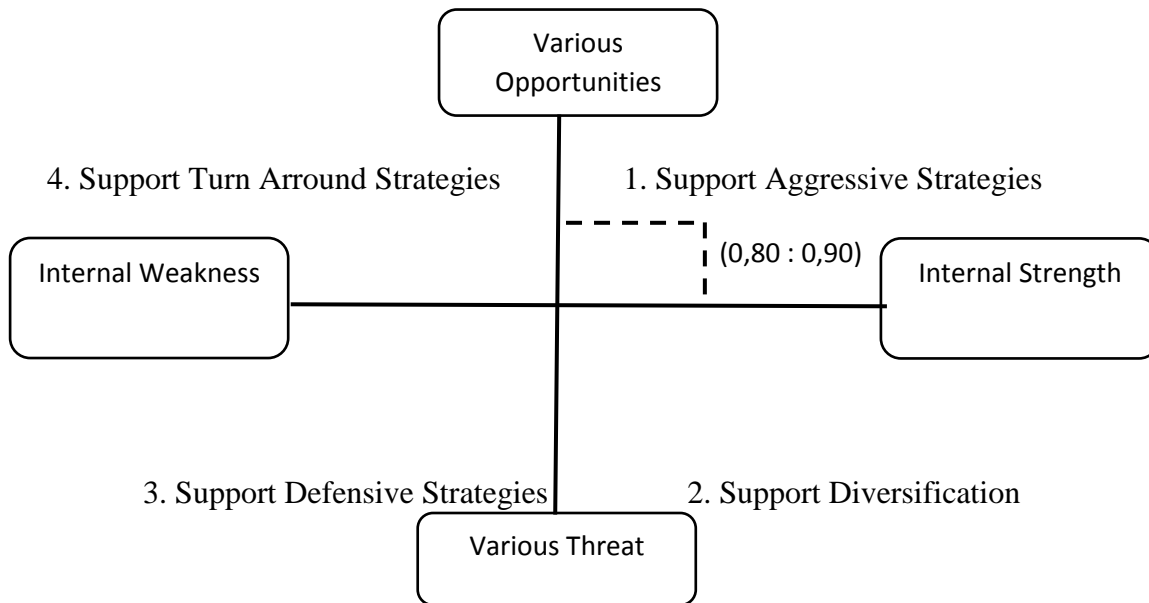 Various
Opportunities
4. Support Turn Arround Strategies
1. Support Aggressive Strategies
(0,80 : 0,90)
Internal Weakness
Internal Strength
3. Support Defensive Strategies
2. Support Diversification
Various Threat